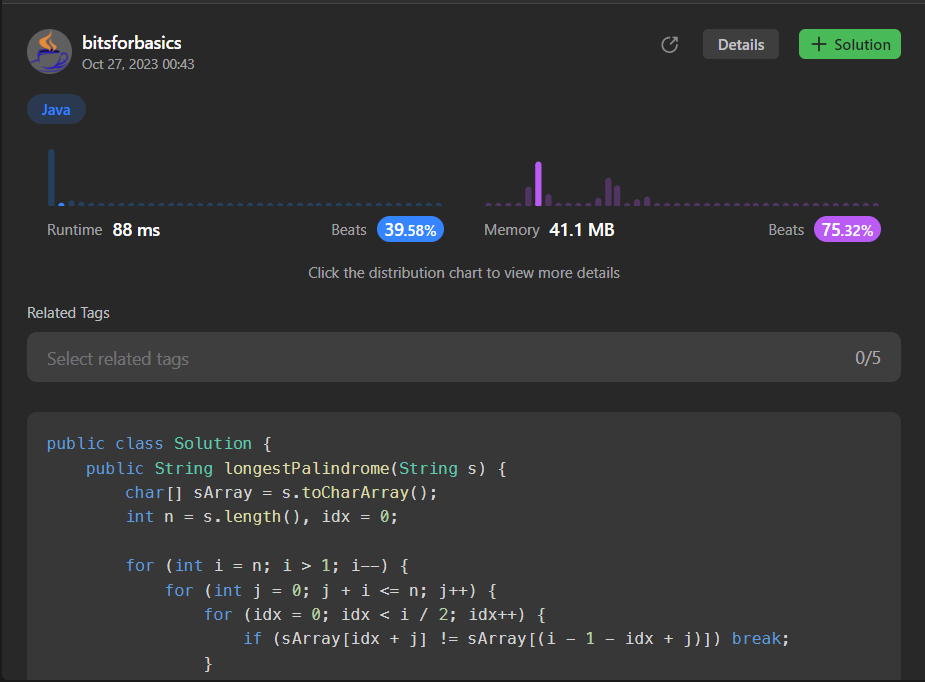 bitsforbasics
Oct 27, 2023 00:43
Details
+ Solution
Java
Runtime 88 ms Beats 39.58%
Memory 41.1 MB Beats 75.32%
Click the distribution chart to view more details
Related Tags
Select related tags 0/5
public class Solution {
    public String longestPalindrome(String s) {
        char[] sArray = s.toCharArray();
        int n = s.length(), idx = 0;

        for (int i = n; i > 1; i--) {
            for (int j = 0; j + i <= n; j++) {
                for (idx = 0; idx < i / 2; idx++) {
                    if (sArray[idx + j] != sArray[(i - 1 - idx + j)]) break;
                }